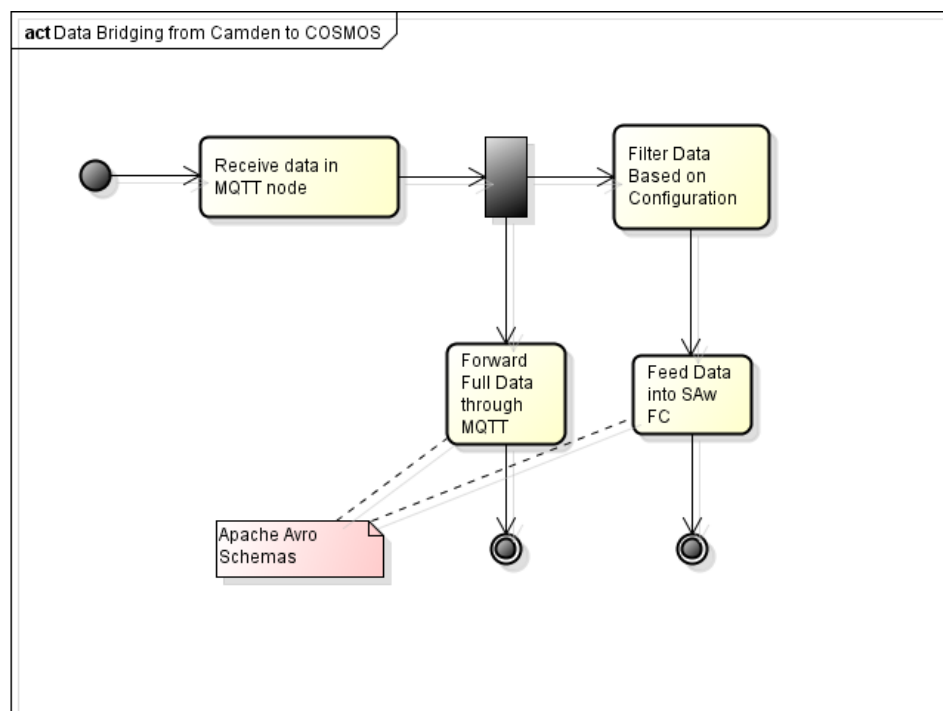 act Data Bridging from Camden to COSMOS
Receive data in
MQTT node
Filter Data
Based on
Configuration
Forward
Full Data
through
MQTT
Feed Data
into SAw
FC
Apache Avro
Schemas